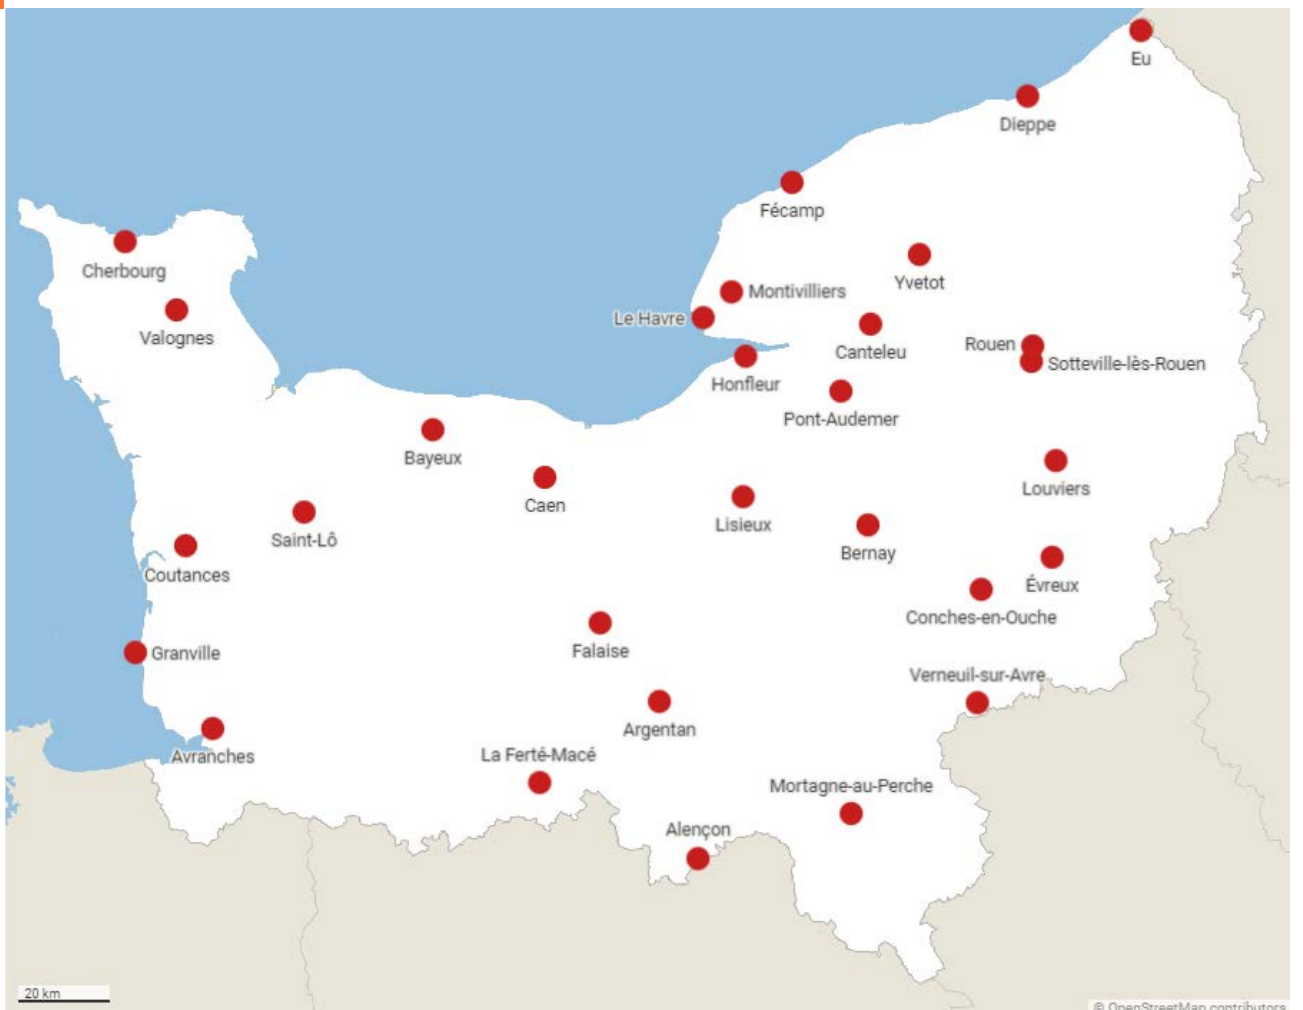 Eu
Dieppe
Fécamp
Cherbourg
Yvetot
Montivilliers
Valognes
Le Havre
Canteleu
Rouen
Sotteville-lès-Rouen
Honfleur
Pont-Audemer
Bayeux
Caen
Louviers
Lisieux
Saint-Lô
Bernay
Coutances
Évreux
Conches-en-Ouche
Falaise
Granville
Verneuil-sur-Avre
Argentan
Avranches
La Ferté-Macé
Mortagne-au-Perche
Alençon
20 km
© OpenStreetMap contributors